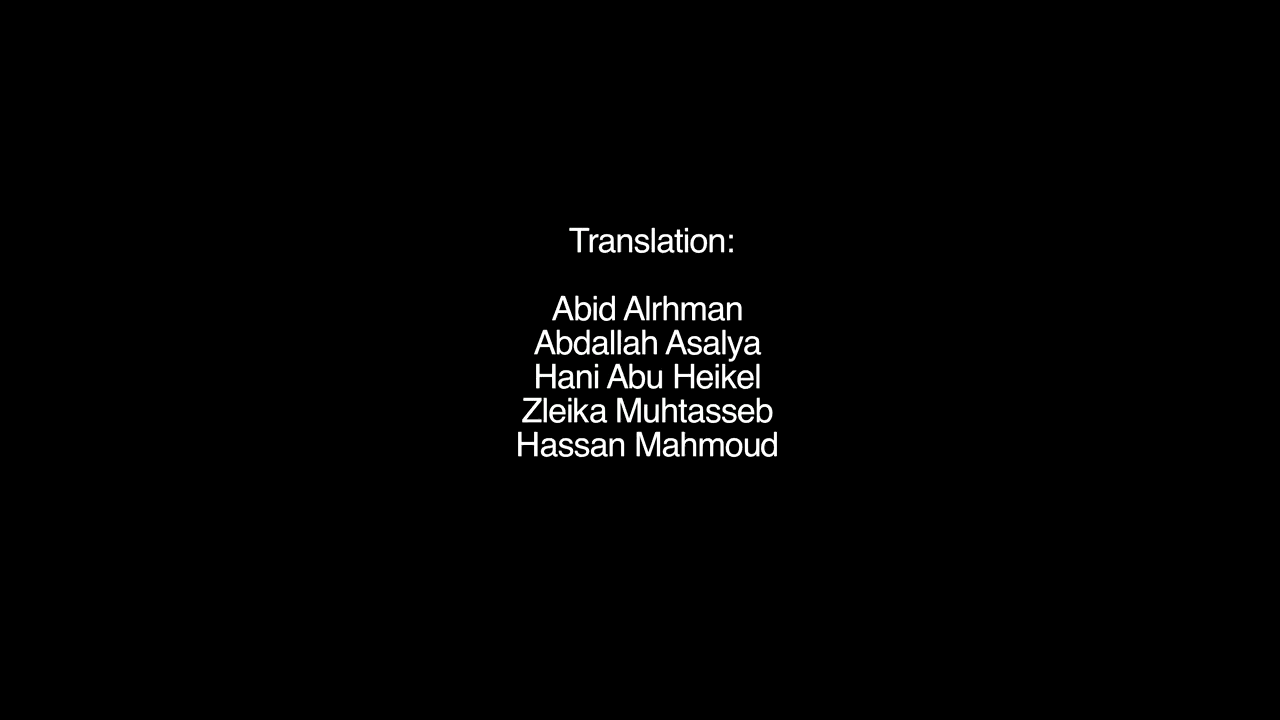 Translation:
Abid Alrhman
Abdallah Asalya
Hani Abu Heikel
Zleika Muhtasseb
Hassan Mahmoud